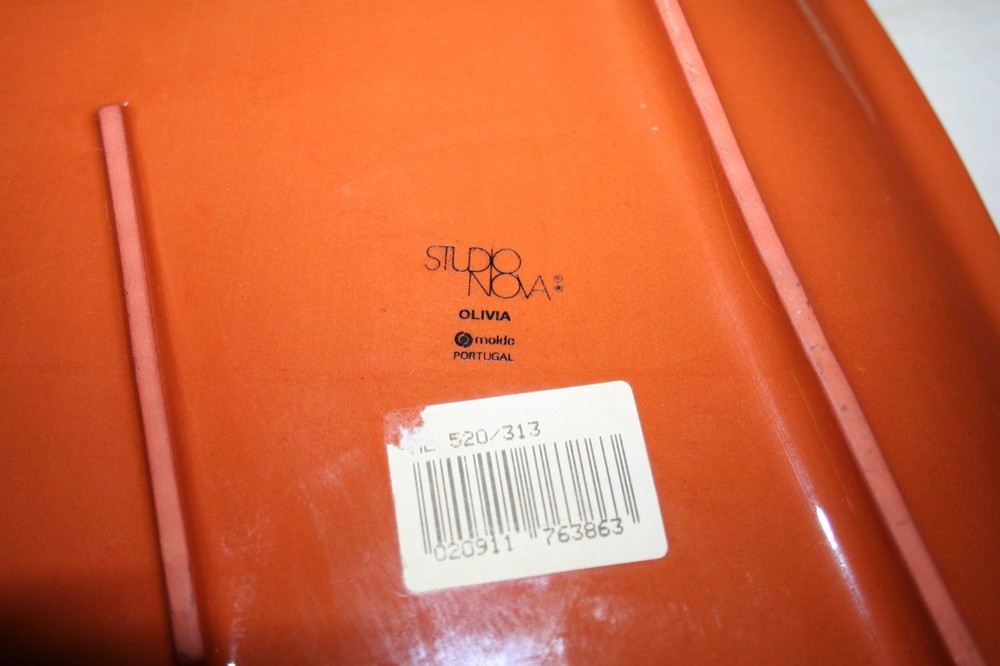 STUDIO
NOVA®
OLIVIA
molde
PORTUGAL
520/313
020911 763863